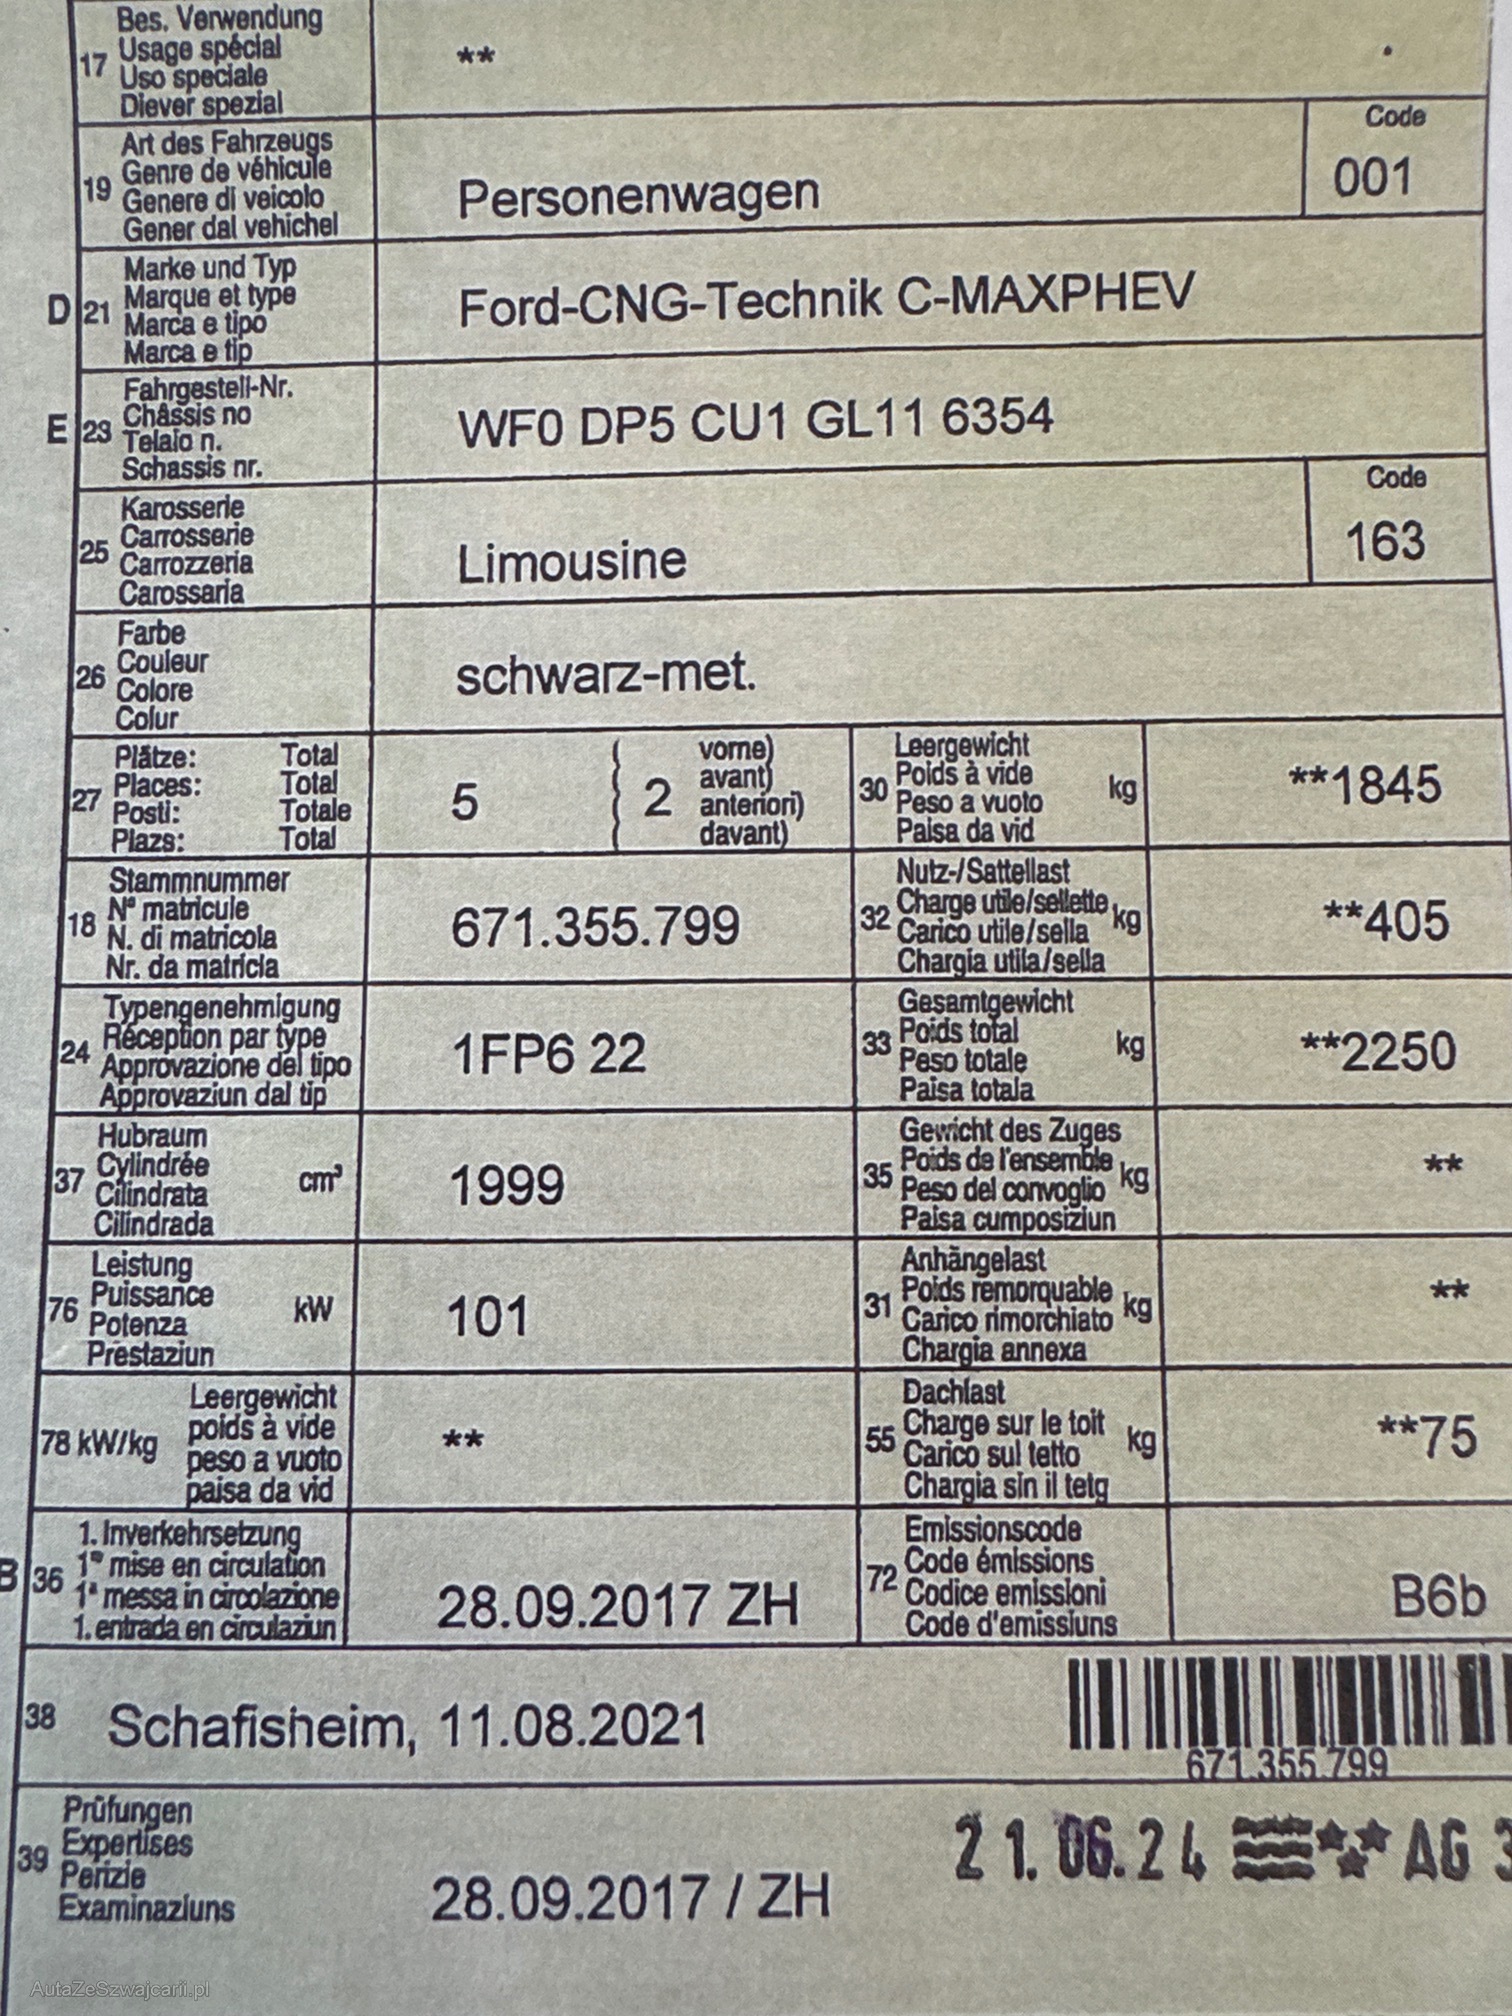 17 Bes. Verwendung
Usage spécial
Uso speciale
Diever spezial
**
19 Art des Fahrzeugs
Genre de véhicule
Genere di veicolo
Gener dal vehichel
Personenwagen
Code
001
D 21 Marke und Typ
Marque et type
Marca e tipo
Marca e tip
Ford-CNG-Technik C-MAXPHEV
E 23 Fahrgestell-Nr.
Châssis no
Telaio n.
Schassis nr.
WF0 DP5 CU1 GL11 6354
25 Karosserie
Carrosserie
Carrozzeria
Carossaria
Limousine
Code
163
26 Farbe
Couleur
Colore
Colur
schwarz-met.
27 Plätze: Total
Places: Total
Posti: Totale
Plazs: Total
5 2
vorne)
avant)
anteriori)
davant)
30 Leergewicht
Poids à vide
Peso a vuoto
Paisa da vid
kg
**1845
18 Stammnummer
N° matricule
N. di matricola
Nr. da matricla
671.355.799
32 Nutz-/Sattellast
Charge utile/sellette
Carico utile/sella
Chargia utila/sella
kg
**405
24 Typengenehmigung
Réception par type
Approvazione del tipo
Approvaziun dal tip
1FP6 22
33 Gesamtgewicht
Poids total
Peso totale
Paisa totala
kg
**2250
37 Hubraum
Cylindrée
Cilindrata
Cilindrada
cm³
1999
35 Gewicht des Zuges
Poids de l'ensemble
Peso del convoglio
Paisa cumposiziun
kg
**
76 Leistung
Puissance
Potenza
Prestaziun
kW
101
31 Anhängelast
Poids remorquable
Carico rimorchiato
Chargia annexa
kg
**
78 kW/kg
Leergewicht
poids à vide
peso a vuoto
paisa da vid
**
55 Dachlast
Charge sur le toit
Carico sul tetto
Chargia sin il tetg
kg
**75
B 36 1. Inverkehrsetzung
1re mise en circulation
1a messa in circolazione
1. entrada en circulaziun
28.09.2017 ZH
72 Emissionscode
Code émissions
Codice emissioni
Code d'emissiuns
B6b
38 Schafisheim, 11.08.2021
671.355.799
39 Prüfungen
Expertises
Perizie
Examinaziuns
28.09.2017 / ZH
21.06.24 AG 3
AutaZeSzwajcarii.pl